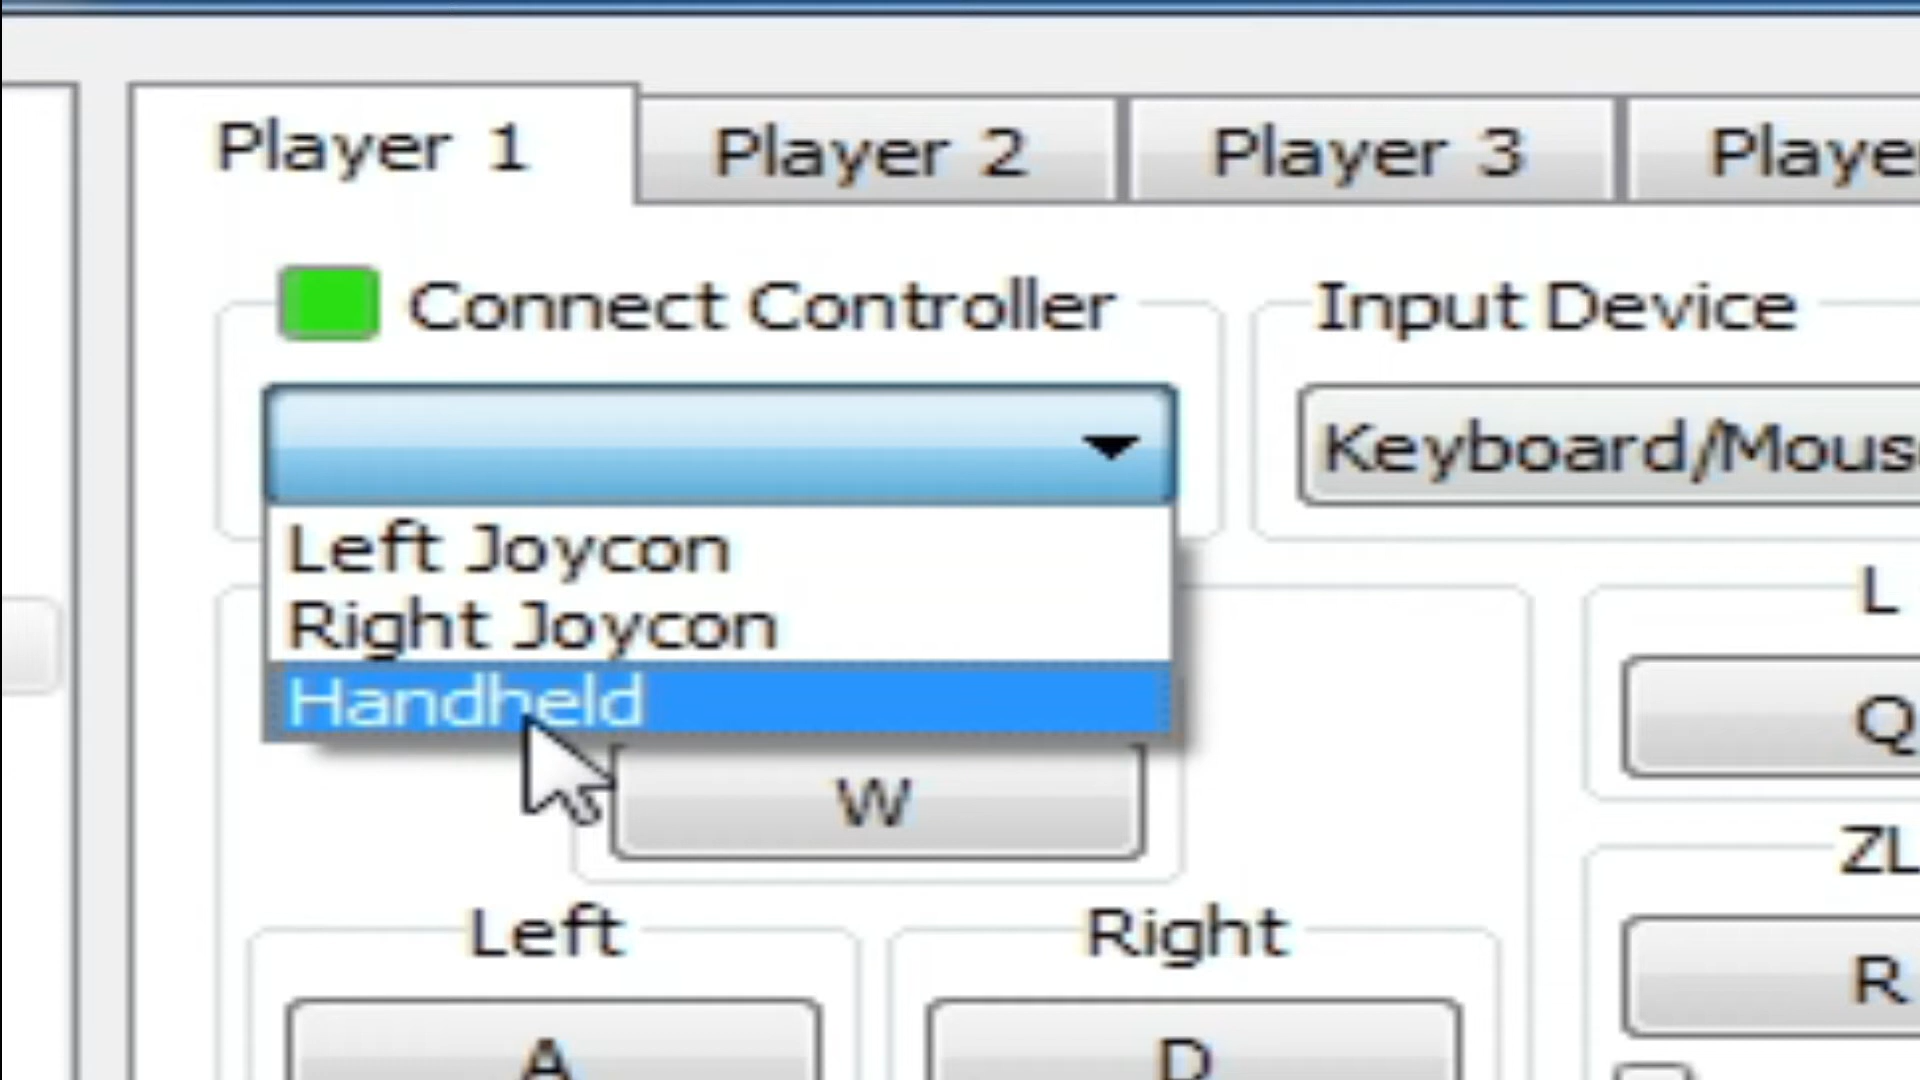 Player 1
Player 2
Player 3
Playe
Connect Controller
Input Device
Keyboard/Mous
Left Joycon
Right Joycon
Handheld
L
Q
W
ZL
Left
Right
R
A
D